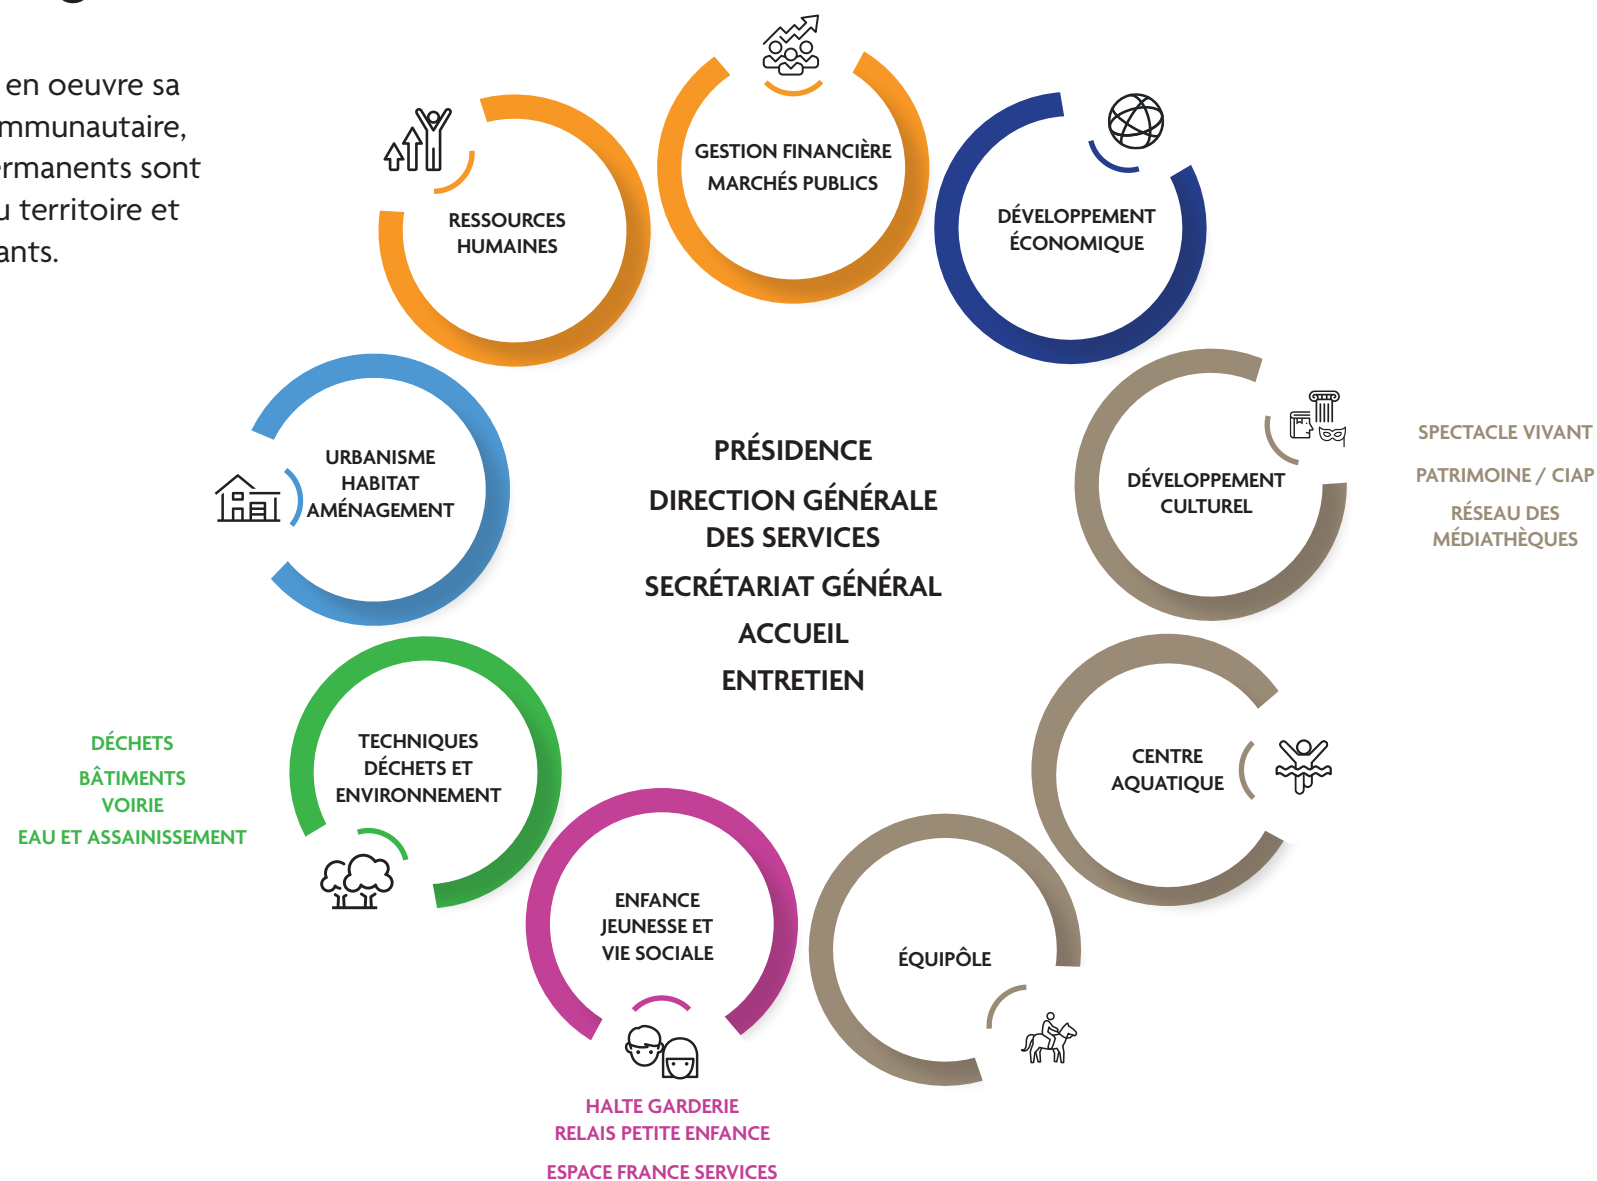 en oeuvre sa
mmunautaire,
ermanents sont
u territoire et
ants.
GESTION FINANCIÈRE
MARCHÉS PUBLICS
RESSOURCES
HUMAINES
DÉVELOPPEMENT
ÉCONOMIQUE
URBANISME
HABITAT
AMÉNAGEMENT
PRÉSIDENCE
DIRECTION GÉNÉRALE
DES SERVICES
SECRÉTARIAT GÉNÉRAL
ACCUEIL
ENTRETIEN
DÉVELOPPEMENT
CULTUREL
SPECTACLE VIVANT
PATRIMOINE / CIAP
RÉSEAU DES
MÉDIATHÈQUES
DÉCHETS
BÂTIMENTS
VOIRIE
EAU ET ASSAINISSEMENT
TECHNIQUES
DÉCHETS ET
ENVIRONNEMENT
CENTRE
AQUATIQUE
ENFANCE
JEUNESSE ET
VIE SOCIALE
ÉQUIPÔLE
HALTE GARDERIE
RELAIS PETITE ENFANCE
ESPACE FRANCE SERVICES